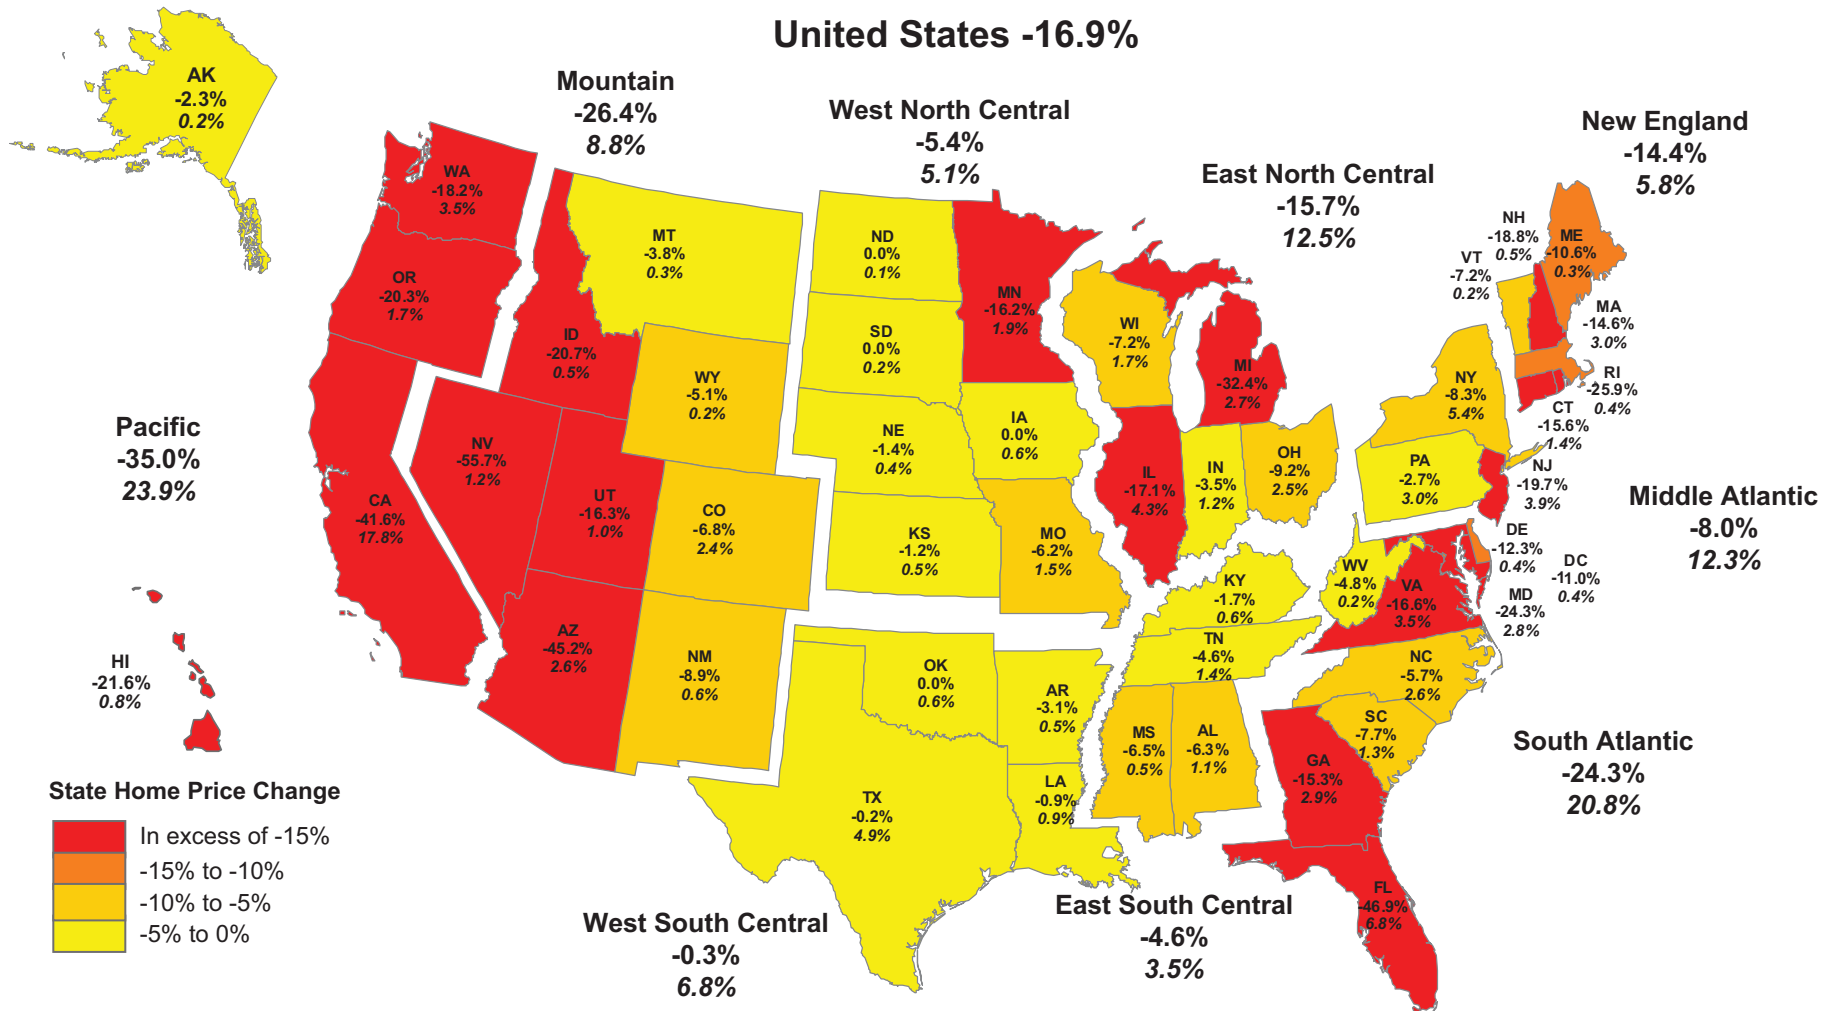 United States -16.9%
AK
-2.3%
0.2%
Mountain
-26.4%
8.8%
West North Central
-5.4%
5.1%
East North Central
-15.7%
12.5%
New England
-14.4%
5.8%
WA
-18.2%
3.5%
OR
-20.3%
1.7%
ID
-20.7%
0.5%
MT
-3.8%
0.3%
WY
-5.1%
0.2%
ND
0.0%
0.1%
SD
0.0%
0.2%
NE
-1.4%
0.4%
KS
-1.2%
0.5%
MN
-16.2%
1.9%
IA
0.0%
0.6%
MO
-6.2%
1.5%
WI
-7.2%
1.7%
MI
-32.4%
2.7%
IL
-17.1%
4.3%
IN
-3.5%
1.2%
OH
-9.2%
2.5%
NH
-18.8%
0.5%
VT
-7.2%
0.2%
ME
-10.6%
0.3%
MA
-14.6%
3.0%
RI
-25.9%
0.4%
CT
-15.6%
1.4%
NY
-8.3%
5.4%
PA
-2.7%
3.0%
NJ
-19.7%
3.9%
Middle Atlantic
-8.0%
12.3%
Pacific
-35.0%
23.9%
CA
-41.6%
17.8%
NV
-55.7%
1.2%
UT
-16.3%
1.0%
CO
-6.8%
2.4%
AZ
-45.2%
2.6%
NM
-8.9%
0.6%
HI
-21.6%
0.8%
DE
-12.3%
0.4%
DC
-11.0%
0.4%
MD
-24.3%
2.8%
WV
-4.8%
0.2%
VA
-16.6%
3.5%
KY
-1.7%
0.6%
TN
-4.6%
1.4%
NC
-5.7%
2.6%
SC
-7.7%
1.3%
GA
-15.3%
2.9%
FL
-46.9%
6.8%
South Atlantic
-24.3%
20.8%
OK
0.0%
0.6%
AR
-3.1%
0.5%
TX
-0.2%
4.9%
LA
-0.9%
0.9%
MS
-6.5%
0.5%
AL
-6.3%
1.1%
West South Central
-0.3%
6.8%
East South Central
-4.6%
3.5%
State Home Price Change
In excess of -15%
-15% to -10%
-10% to -5%
-5% to 0%